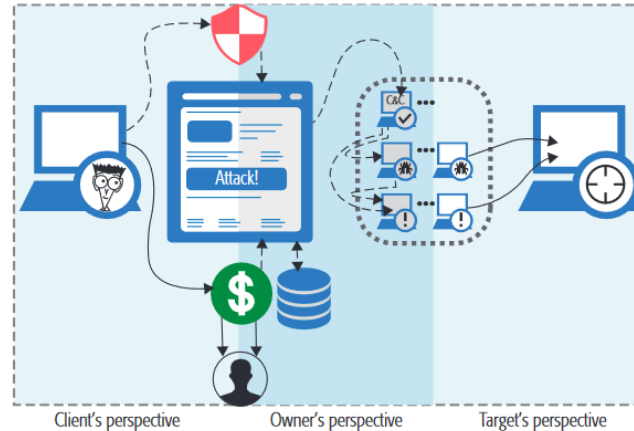 C&C
Attack!
$
Client's perspective
Owner's perspective
Target's perspective